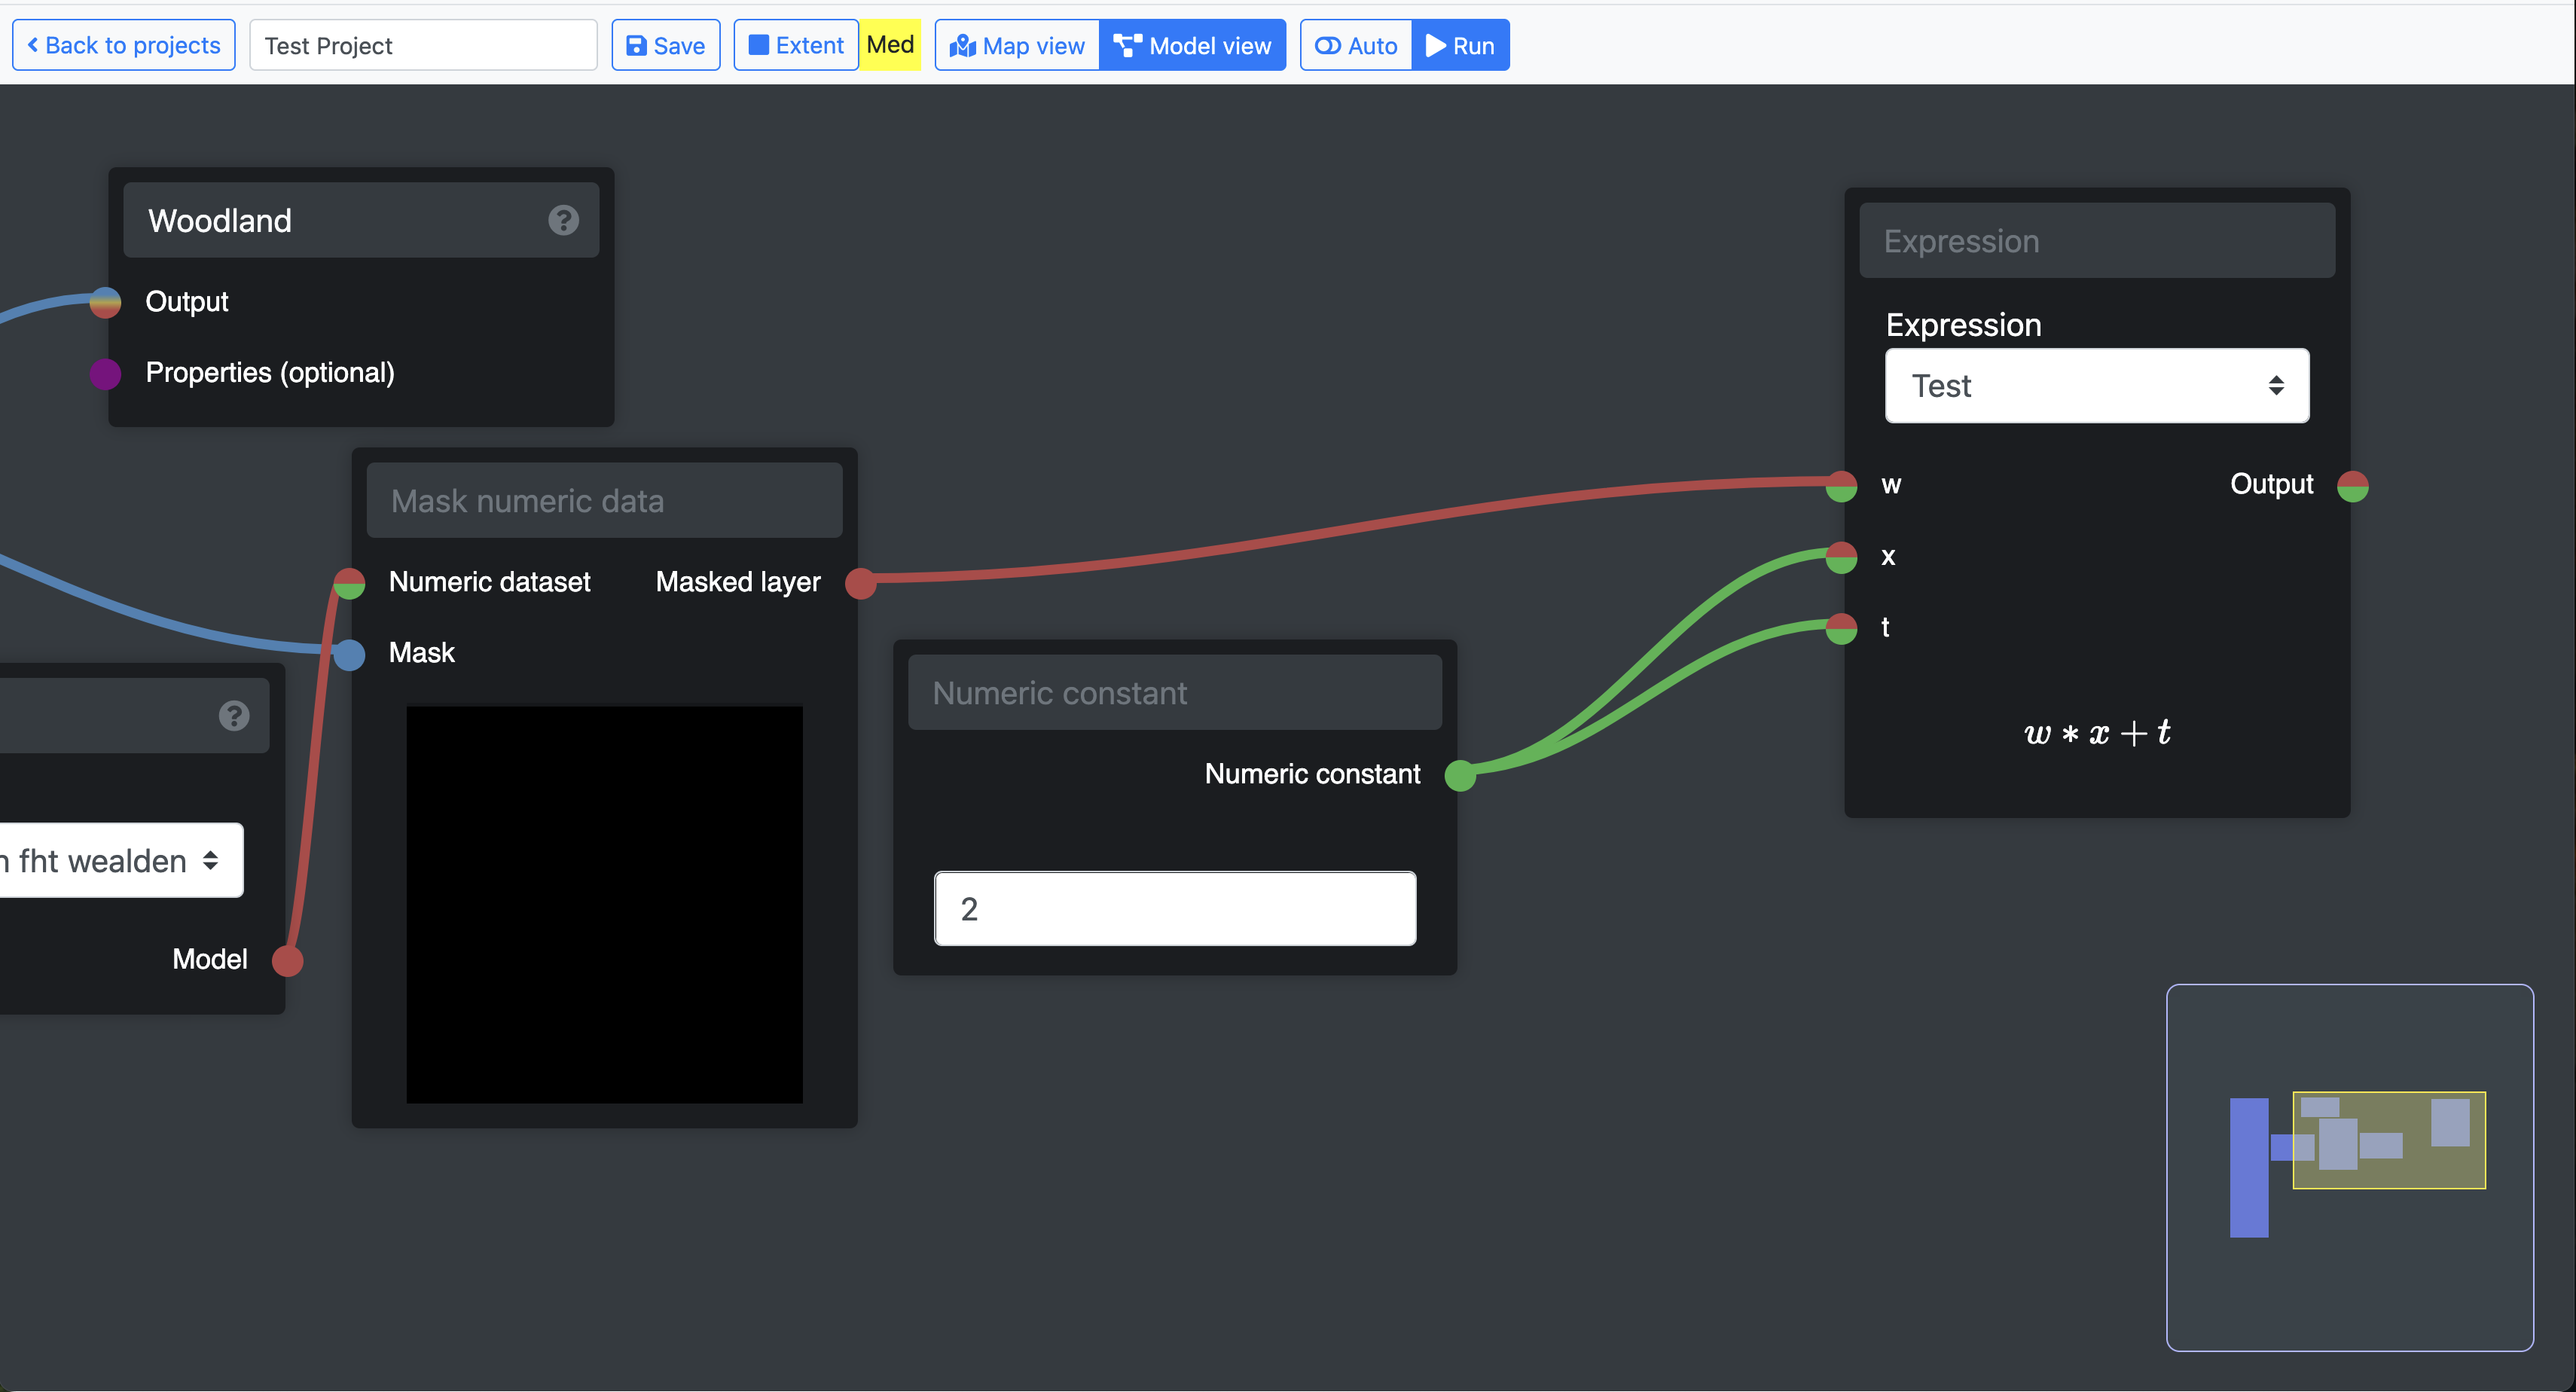 Back to projects
Test Project
Save
Extent
Med
Map view
Model view
Auto
Run
Woodland
?
Output
Properties (optional)
Mask numeric data
Numeric dataset
Masked layer
Mask
?
fht wealden
Model
Numeric constant
Numeric constant
2
Expression
Expression
Test
w
Output
x
t
w * x + t